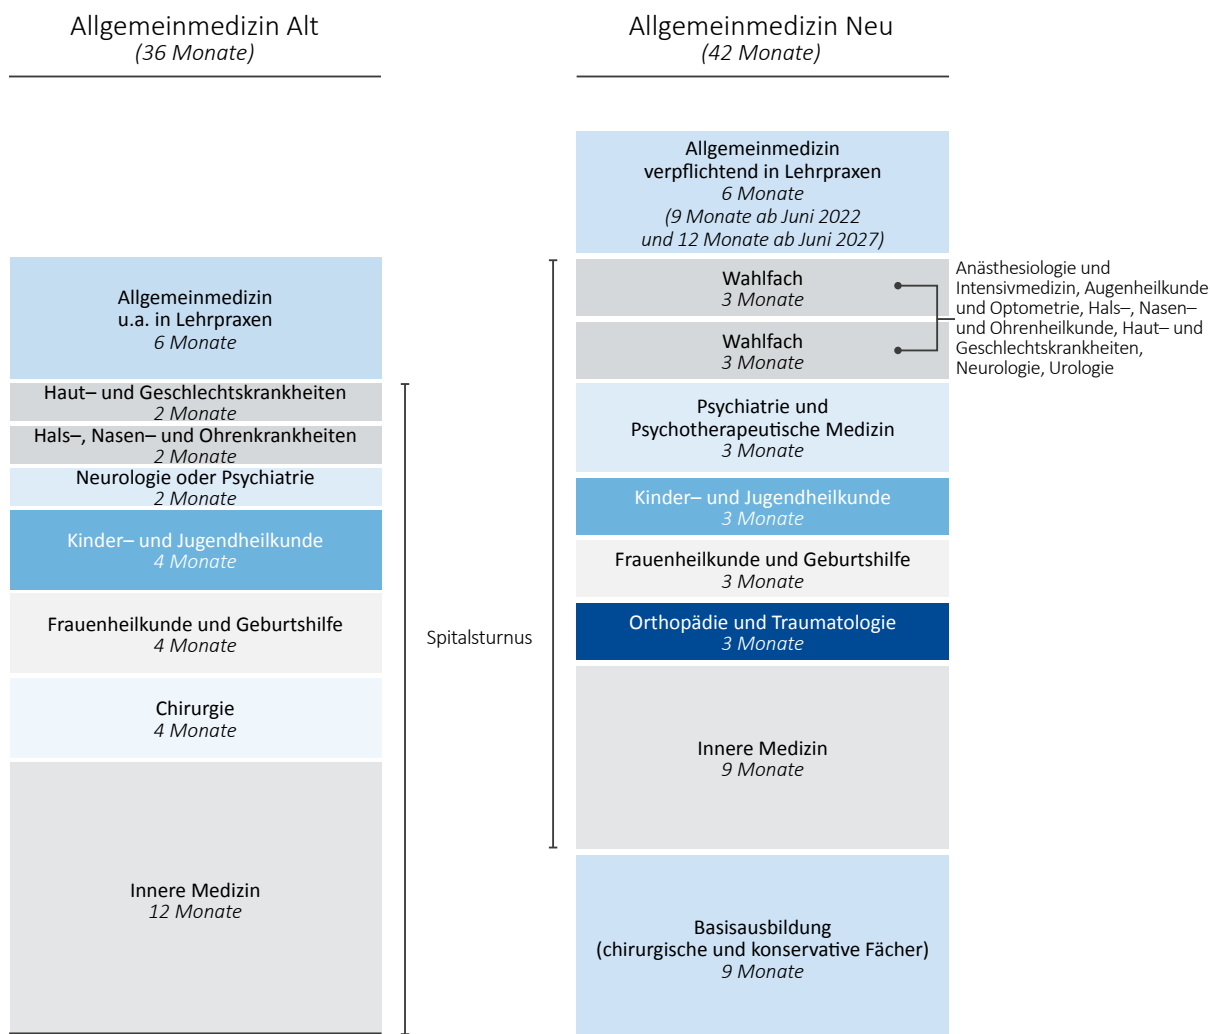 Allgemeinmedizin Alt
(36 Monate)
Allgemeinmedizin
u.a. in Lehrpraxen
6 Monate
Haut– und Geschlechtskrankheiten
2 Monate
Hals–, Nasen– und Ohrenkrankheiten
2 Monate
Neurologie oder Psychiatrie
2 Monate
Kinder– und Jugendheilkunde
4 Monate
Frauenheilkunde und Geburtshilfe
4 Monate
Chirurgie
4 Monate
Innere Medizin
12 Monate
Spitalsturnus
Allgemeinmedizin Neu
(42 Monate)
Allgemeinmedizin
verpflichtend in Lehrpraxen
6 Monate
(9 Monate ab Juni 2022
und 12 Monate ab Juni 2027)
Wahlfach
3 Monate
Wahlfach
3 Monate
Anästhesiologie und
Intensivmedizin, Augenheilkunde
und Optometrie, Hals–, Nasen–
und Ohrenheilkunde, Haut– und
Geschlechtskrankheiten,
Neurologie, Urologie
Psychiatrie und
Psychotherapeutische Medizin
3 Monate
Kinder– und Jugendheilkunde
3 Monate
Frauenheilkunde und Geburtshilfe
3 Monate
Orthopädie und Traumatologie
3 Monate
Innere Medizin
9 Monate
Basisausbildung
(chirurgische und konservative Fächer)
9 Monate